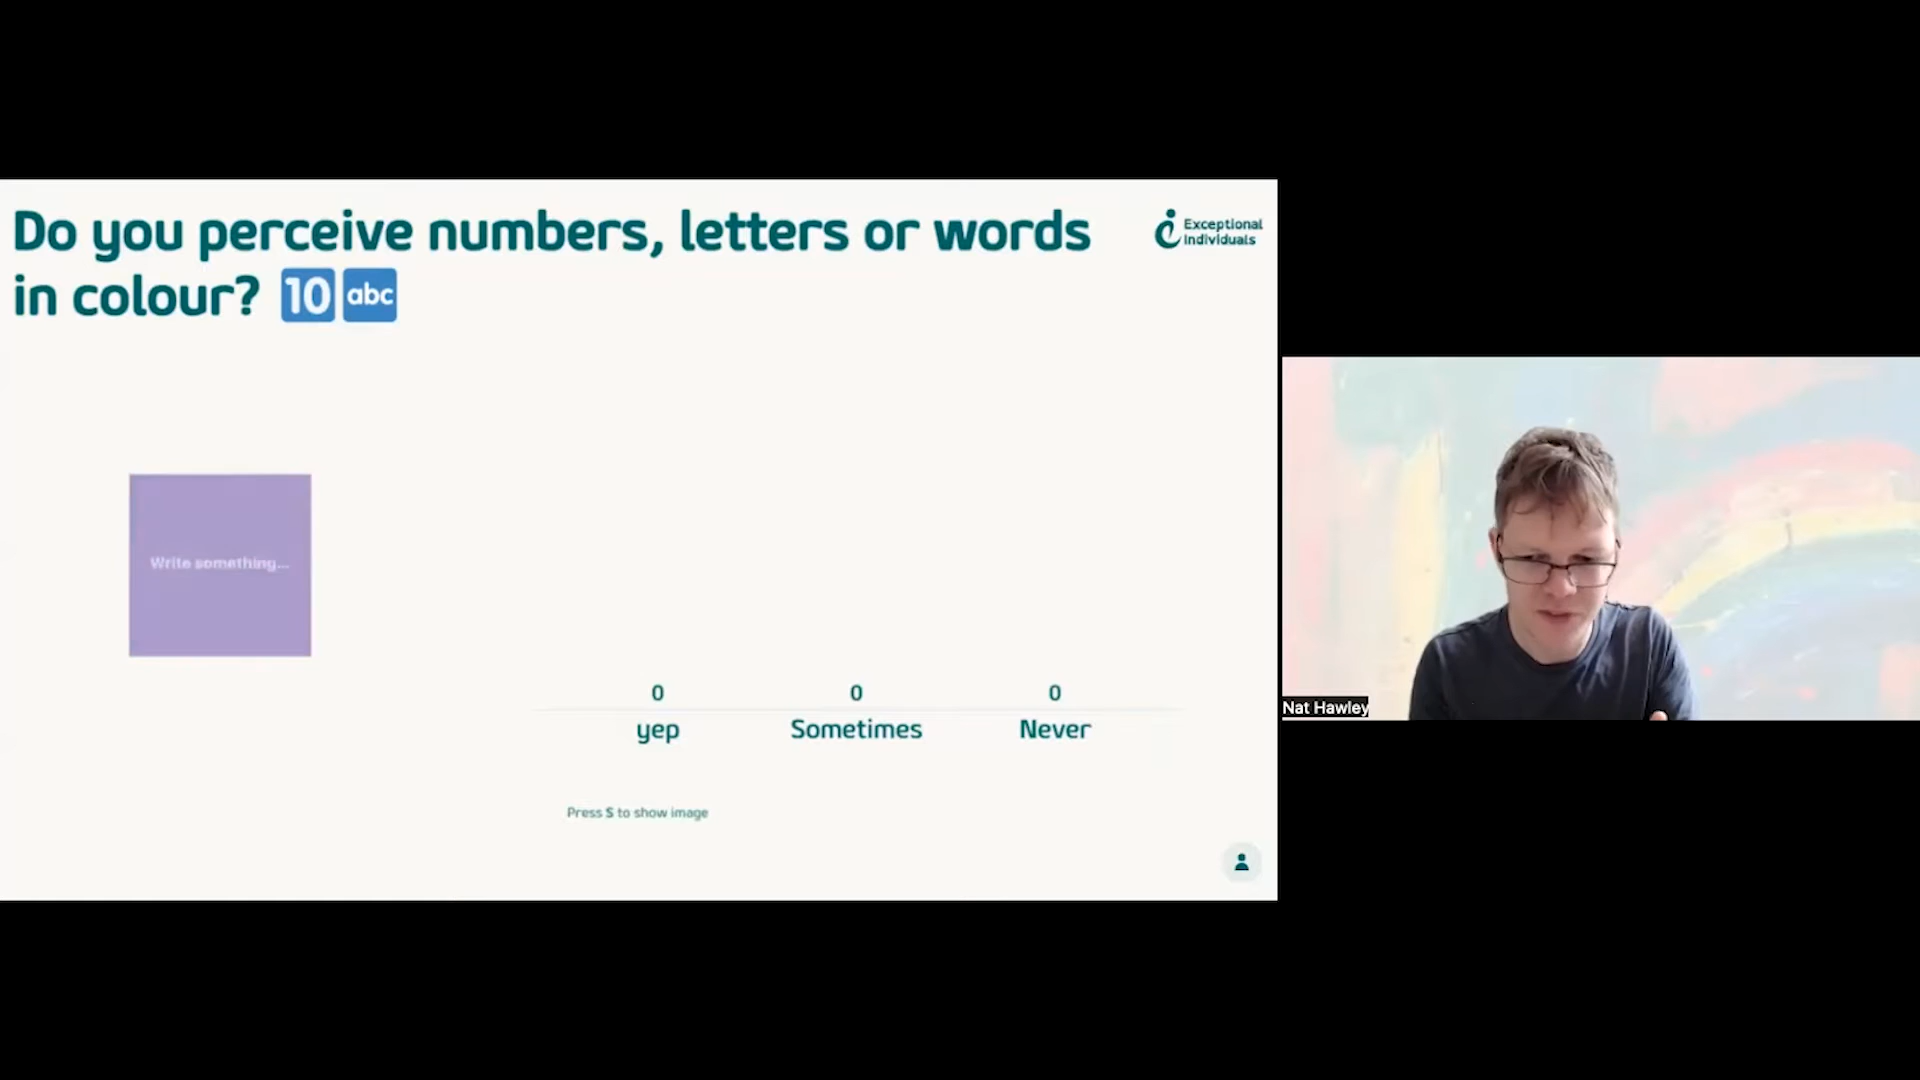 Do you perceive numbers, letters or words
in colour? 10 abc
Exceptional
Individuals
Write something...
0 0 0
yep Sometimes Never
Press S to show image
Nat Hawley